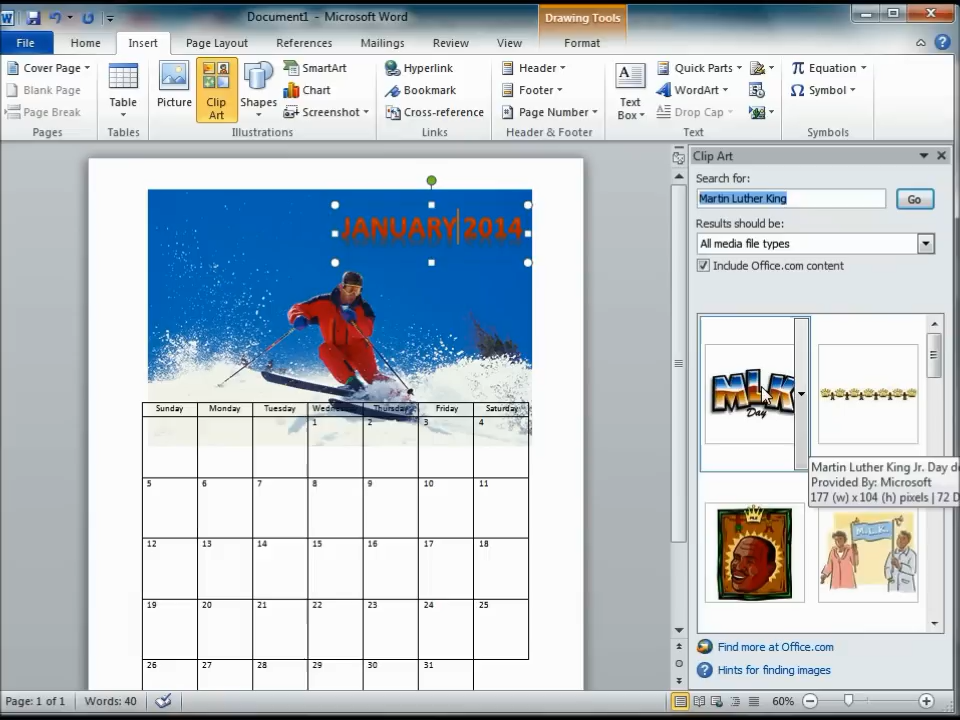 Document1 - Microsoft Word
Drawing Tools
File Home Insert Page Layout References Mailings Review View Format
Cover Page
Blank Page
Page Break
Pages
Table
Tables
Picture
Clip Art
Shapes
SmartArt
Chart
Screenshot
Illustrations
Hyperlink
Bookmark
Cross-reference
Links
Header
Footer
Page Number
Header & Footer
Text Box
Quick Parts
WordArt
Drop Cap
Text
Equation
Symbol
Symbols
JANUARY 2014
Sunday Monday Tuesday Wednesday Thursday Friday Saturday
1 2 3 4
5 6 7 8 9 10 11
12 13 14 15 16 17 18
19 20 21 22 23 24 25
26 27 28 29 30 31
Clip Art
Search for:
Martin Luther King
Go
Results should be:
All media file types
Include Office.com content
MLK
Day
Martin Luther King Jr. Day de
Provided By: Microsoft
177 (w) x 104 (h) pixels | 72 D
M.L.K.
Find more at Office.com
Hints for finding images
Page: 1 of 1 Words: 40 60%